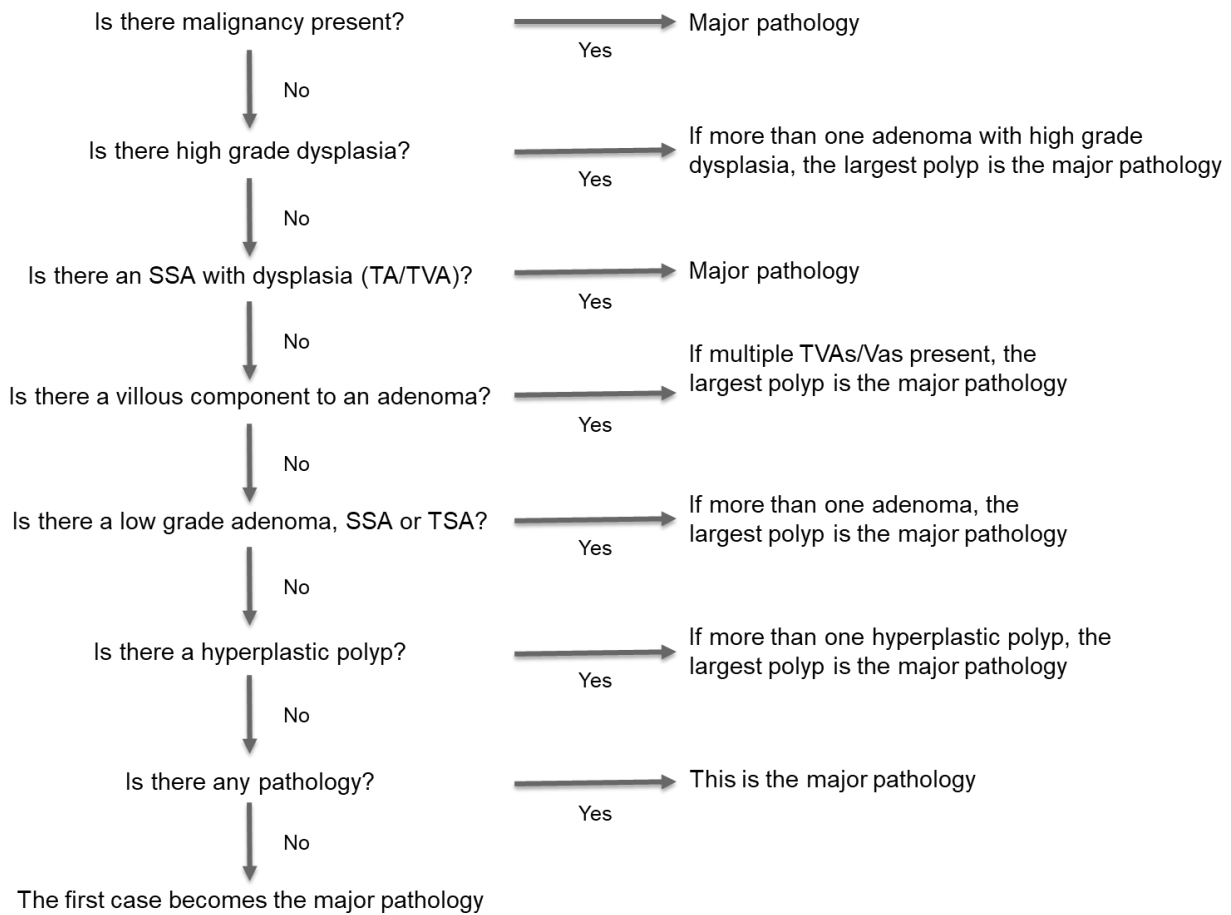 Is there malignancy present?
Yes
Major pathology
No
Is there high grade dysplasia?
Yes
If more than one adenoma with high grade
dysplasia, the largest polyp is the major pathology
No
Is there an SSA with dysplasia (TA/TVA)?
Yes
Major pathology
No
Is there a villous component to an adenoma?
Yes
If multiple TVAs/Vas present, the
largest polyp is the major pathology
No
Is there a low grade adenoma, SSA or TSA?
Yes
If more than one adenoma, the
largest polyp is the major pathology
No
Is there a hyperplastic polyp?
Yes
If more than one hyperplastic polyp, the
largest polyp is the major pathology
No
Is there any pathology?
Yes
This is the major pathology
No
The first case becomes the major pathology